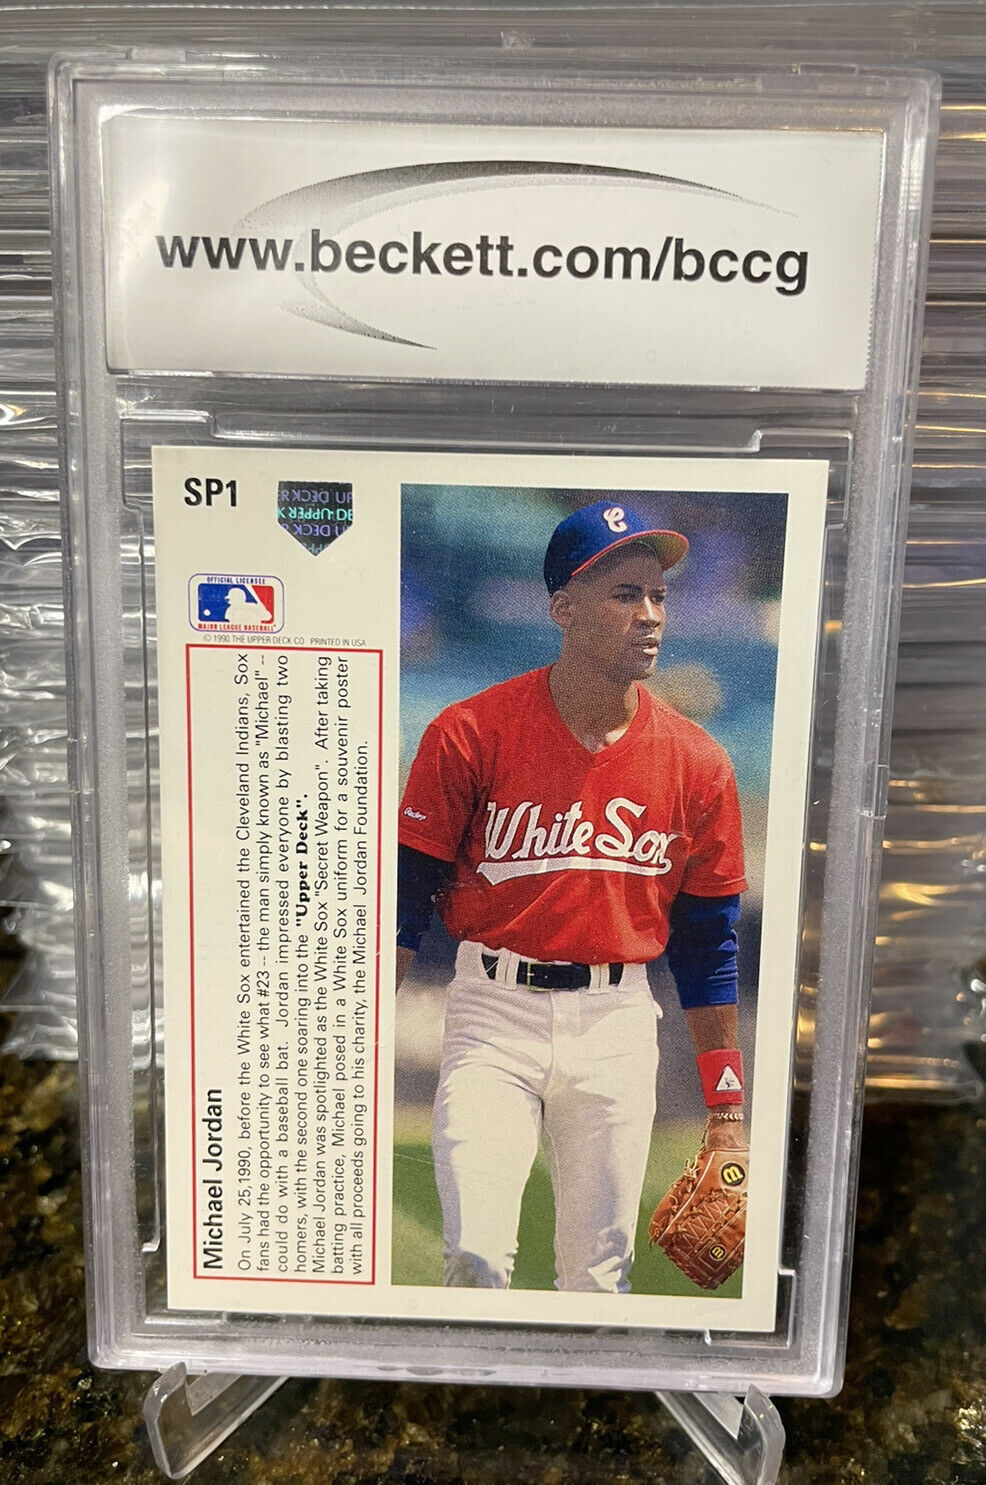 www.beckett.com/bccg
SP1
OFFICIAL LICENSEE
MAJOR LEAGUE BASEBALL
© 1990 THE UPPER DECK CO. PRINTED IN USA
Michael Jordan
On July 25,1990, before the White Sox entertained the Cleveland Indians, Sox
fans had the opportunity to see what #23 -- the man simply known as "Michael" --
could do with a baseball bat. Jordan impressed everyone by blasting two
homers, with the second one soaring into the "Upper Deck".
Michael Jordan was spotlighted as the White Sox "Secret Weapon". After taking
batting practice, Michael posed in a White Sox uniform for a souvenir poster
with all proceeds going to his charity, the Michael Jordan Foundation.
C
White Sox